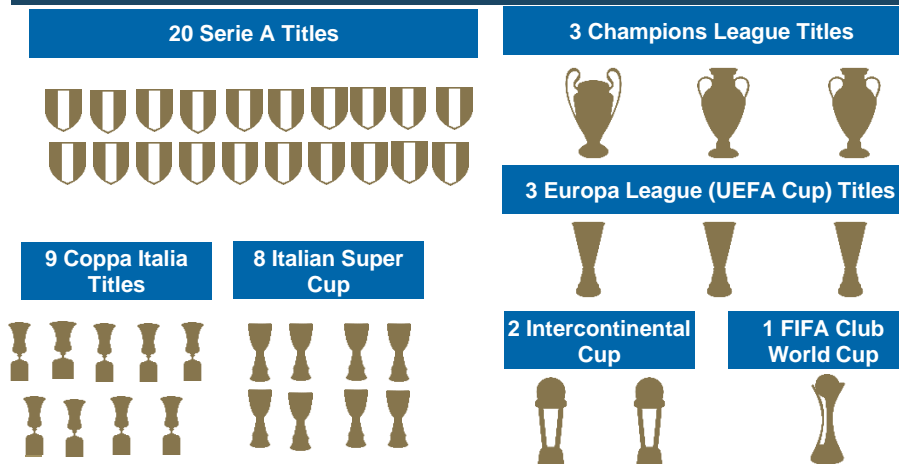 20 Serie A Titles
3 Champions League Titles
3 Europa League (UEFA Cup) Titles
9 Coppa Italia
Titles
8 Italian Super
Cup
2 Intercontinental
Cup
1 FIFA Club
World Cup